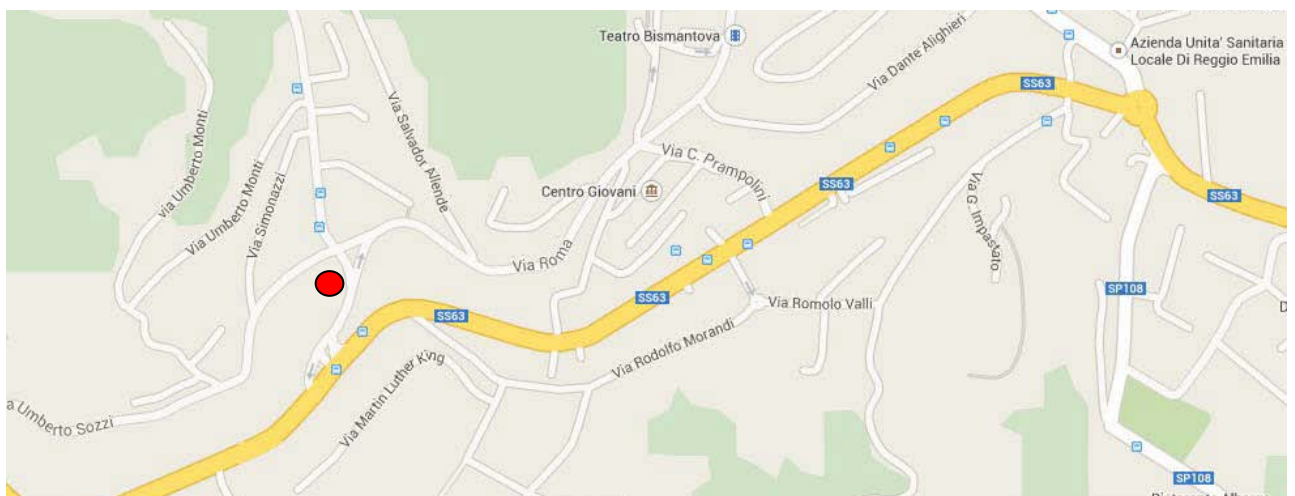 Teatro Bismantova
Azienda Unita' Sanitaria
Locale Di Reggio Emilia
Via Dante Alighieri
SS63
via Umberto Monti
Via Salvador Allende
Via C. Prampolini
SS63
Centro Giovani
Via Umberto Monti
Via Simonazzi
Via G. Impastato
SS63
Via Roma
SP108
SS63
Via Romolo Valli
SS63
Via Rodolfo Morandi
Via Martin Luther King
Umberto Sozzi
SP108